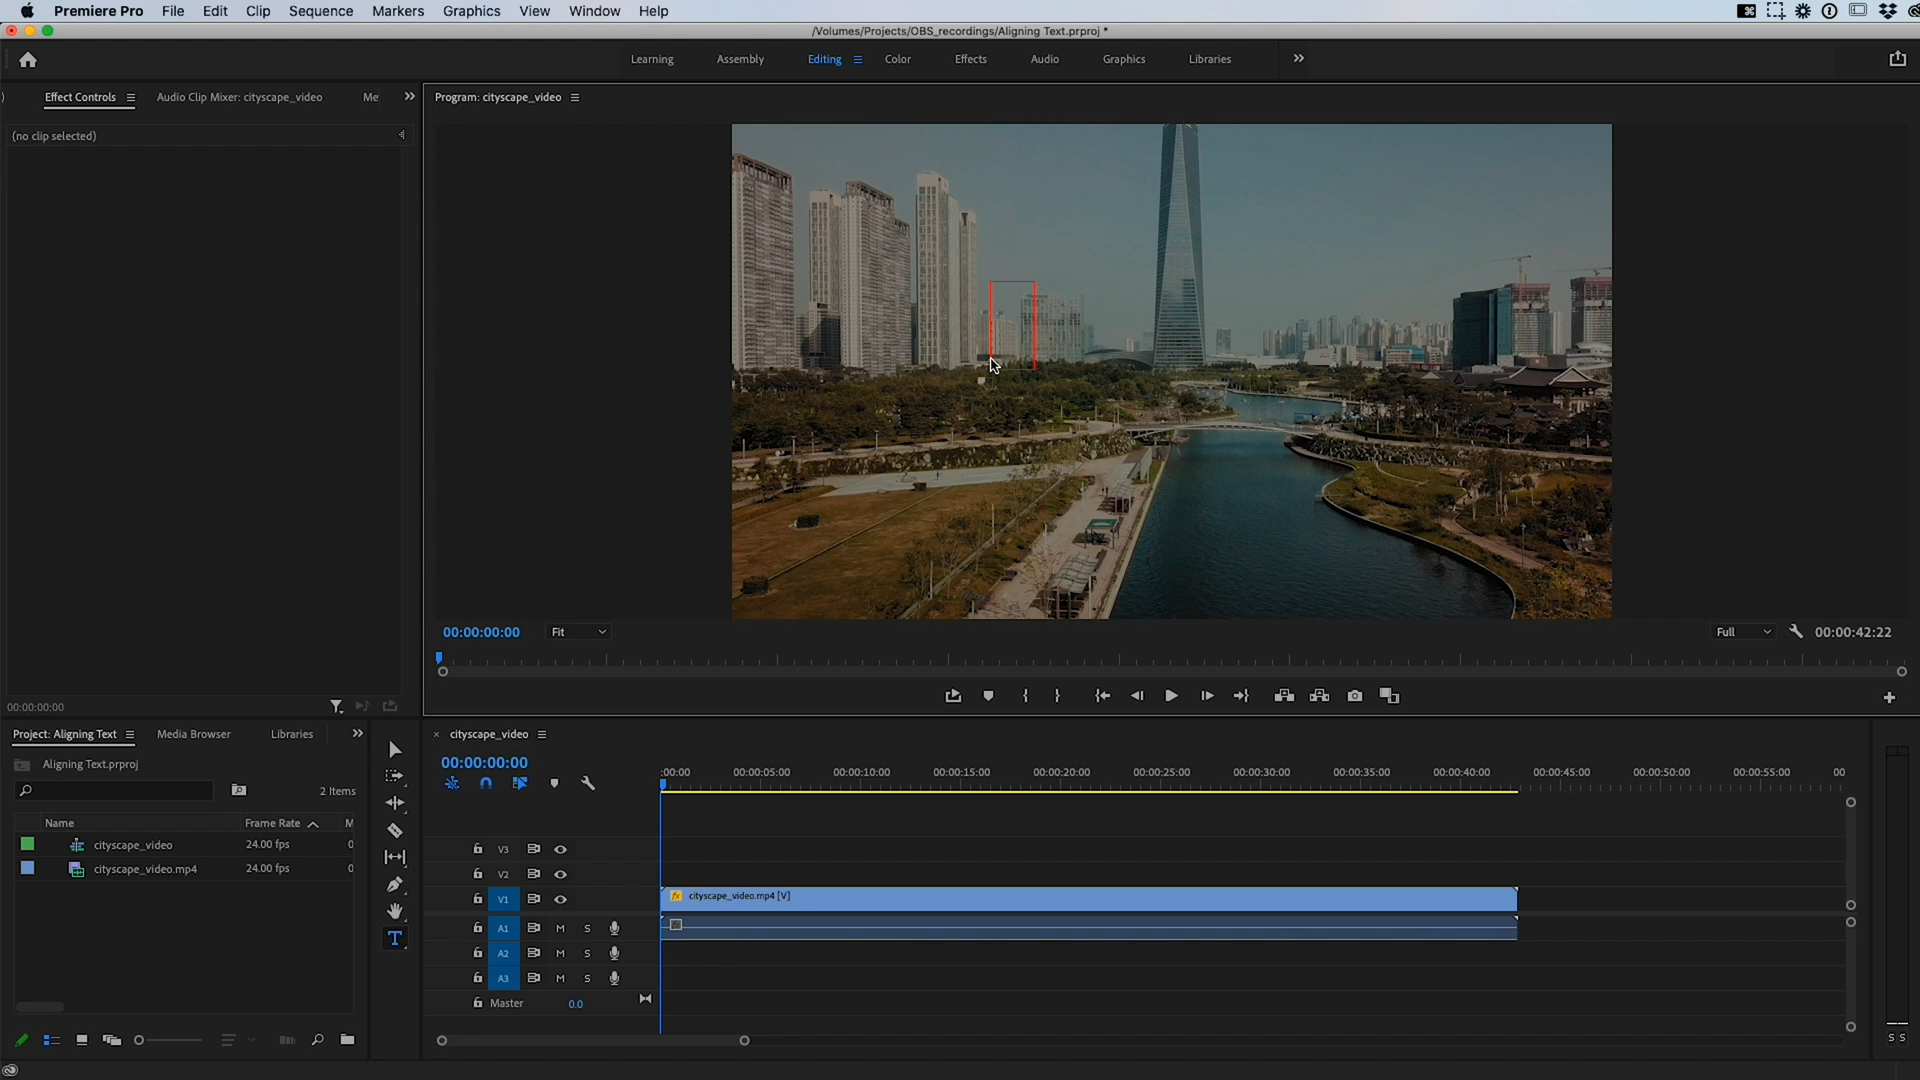 Premiere Pro File Edit Clip Sequence Markers Graphics View Window Help
/Volumes/Projects/OBS_recordings/Aligning Text.prproj *
Learning Assembly Editing Color Effects Audio Graphics Libraries
Effect Controls Audio Clip Mixer: cityscape_video Me
Program: cityscape_video
(no clip selected)
00:00:00:00 Fit Full 00:00:42:22
00:00:00:00
Project: Aligning Text Media Browser Libraries
cityscape_video
Aligning Text.prproj
00:00:00:00
:00:00 00:00:05:00 00:00:10:00 00:00:15:00 00:00:20:00 00:00:25:00 00:00:30:00 00:00:35:00 00:00:40:00 00:00:45:00 00:00:50:00 00:00:55:00 00
2 Items
Name Frame Rate M
cityscape_video 24.00 fps 0
cityscape_video.mp4 24.00 fps 0
V3
V2
V1 fx cityscape_video.mp4 [V]
A1 M S
A2 M S
A3 M S
Master 0.0
S S